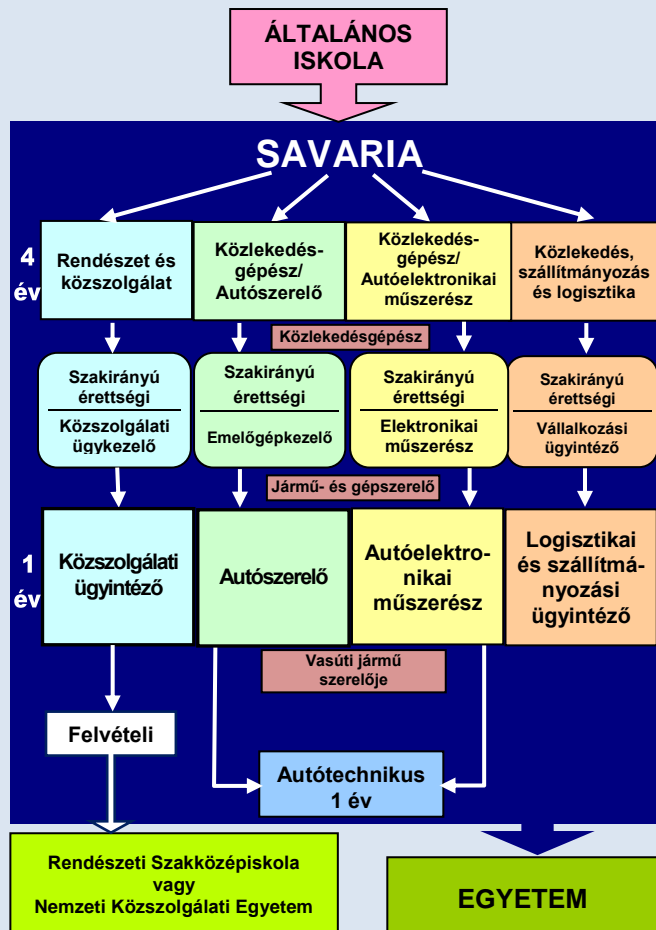 ÁLTALÁNOS
ISKOLA
SAVARIA
4
év
Rendészet és
közszolgálat
Közlekedés-
gépész/
Autószerelő
Közlekedés-
gépész/
Autóelektronikai
műszerész
Közlekedés,
szállítmányozás
és logisztika
Közlekedésgépész
Szakirányú
érettségi
Közszolgálati
ügykezelő
Szakirányú
érettségi
Emelőgépkezelő
Szakirányú
érettségi
Elektronikai
műszerész
Szakirányú
érettségi
Vállalkozási
ügyintéző
Jármű- és gépszerelő
1
év
Közszolgálati
ügyintéző
Autószerelő
Autóelektro-
nikai
műszerész
Logisztikai
és szállítmá-
nyozási
ügyintéző
Vasúti jármű
szerelője
Felvételi
Autótechnikus
1 év
Rendészeti Szakközépiskola
vagy
Nemzeti Közszolgálati Egyetem
EGYETEM